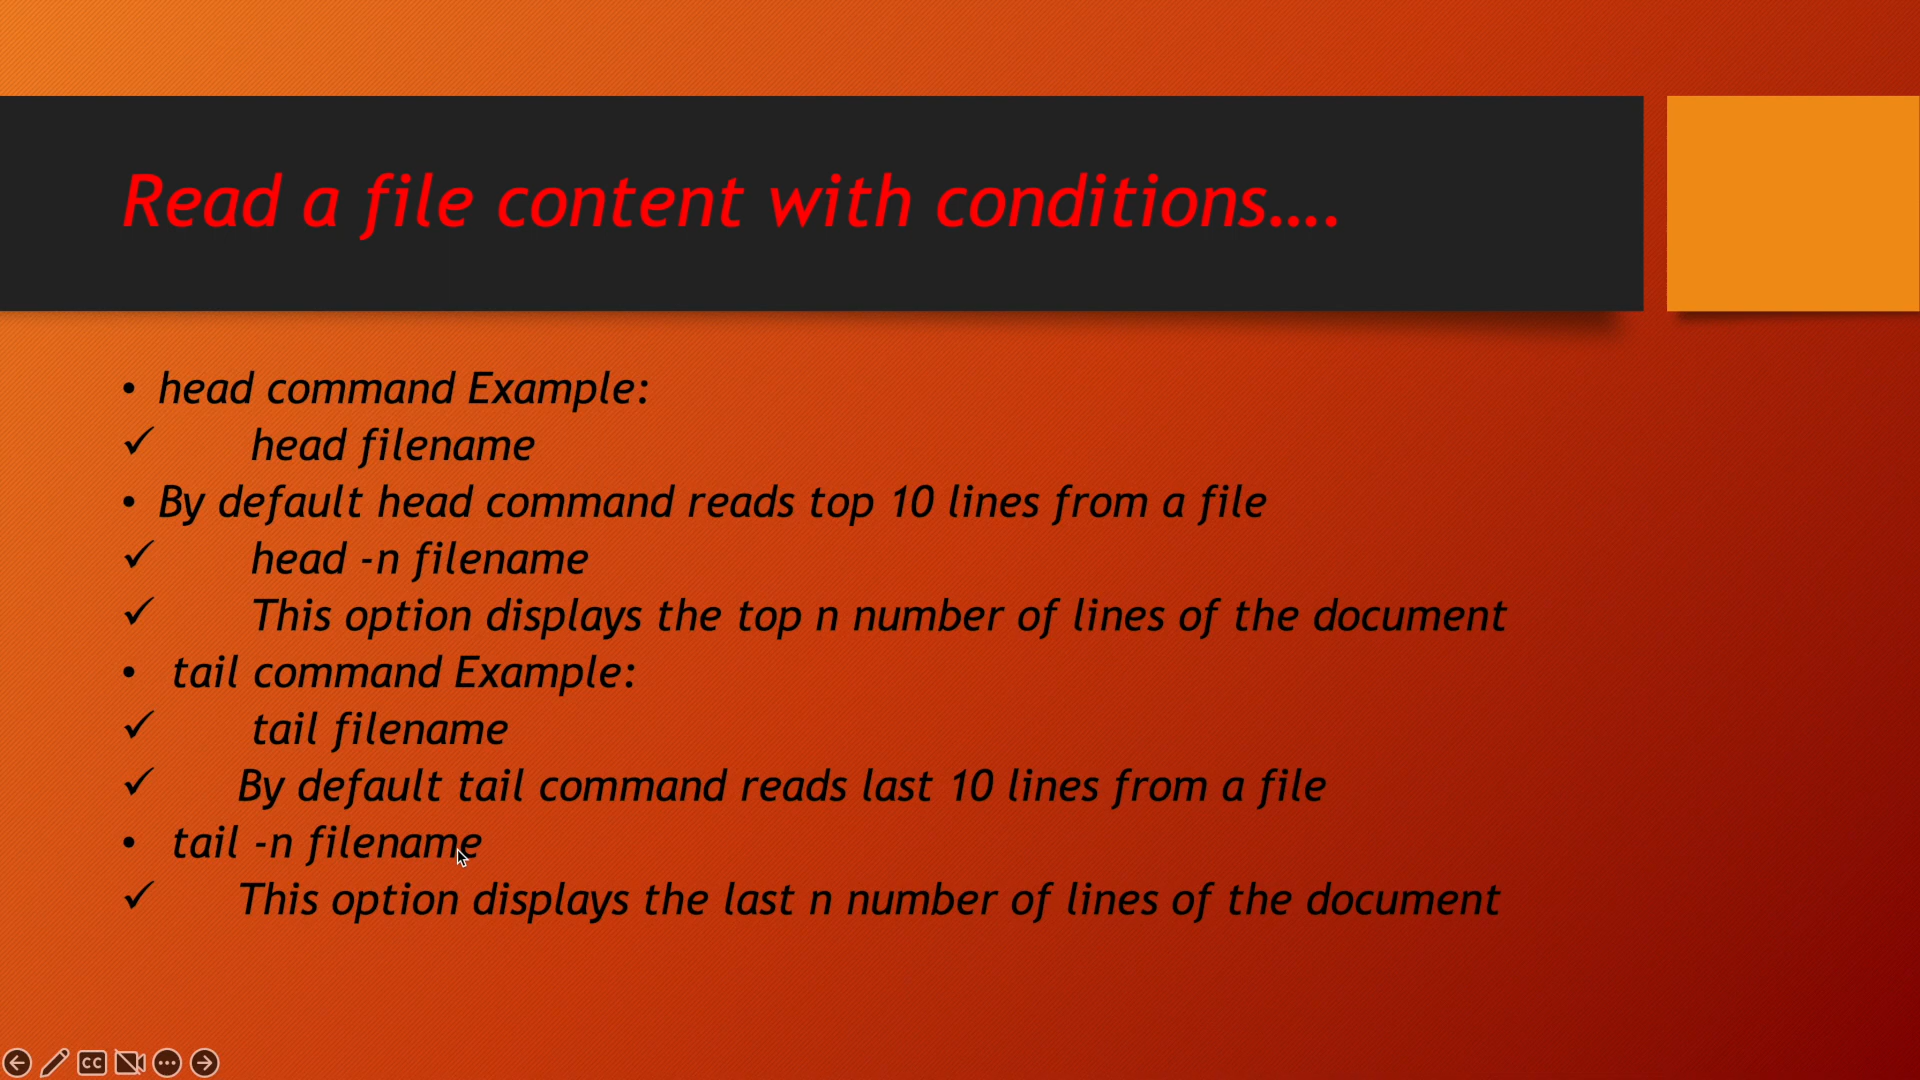 Read a file content with conditions....
• head command Example:
✓ head filename
• By default head command reads top 10 lines from a file
✓ head -n filename
✓ This option displays the top n number of lines of the document
• tail command Example:
✓ tail filename
✓ By default tail command reads last 10 lines from a file
• tail -n filename
✓ This option displays the last n number of lines of the document
CC